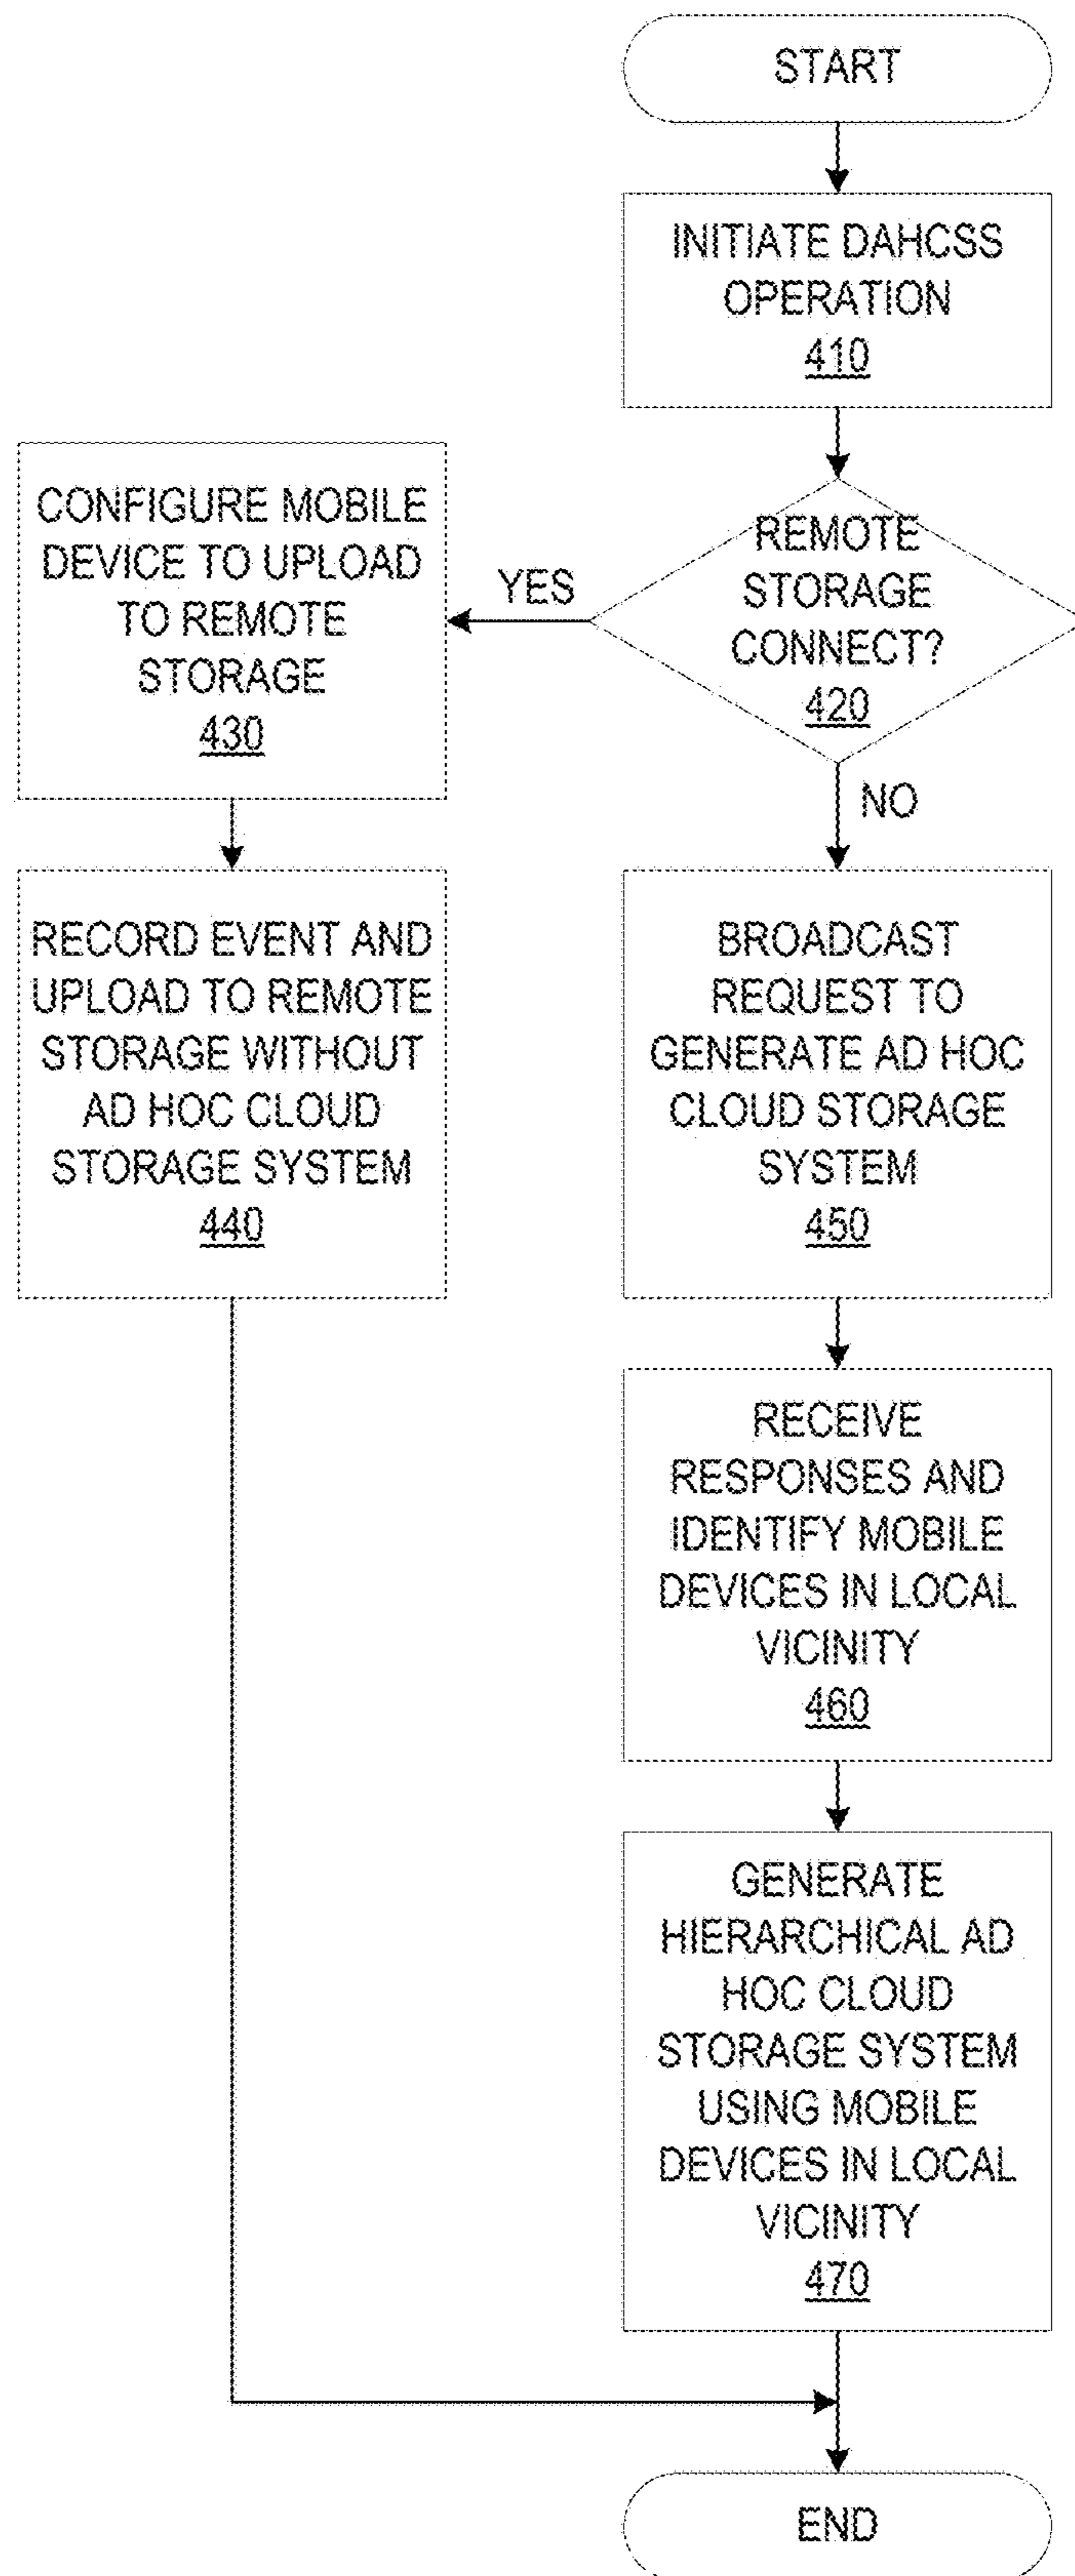 START
INITIATE DAHCSS
OPERATION
410
REMOTE
STORAGE
CONNECT?
420
YES
NO
CONFIGURE MOBILE
DEVICE TO UPLOAD
TO REMOTE
STORAGE
430
RECORD EVENT AND
UPLOAD TO REMOTE
STORAGE WITHOUT
AD HOC CLOUD
STORAGE SYSTEM
440
BROADCAST
REQUEST TO
GENERATE AD HOC
CLOUD STORAGE
SYSTEM
450
RECEIVE
RESPONSES AND
IDENTIFY MOBILE
DEVICES IN LOCAL
VICINITY
460
GENERATE
HIERARCHICAL AD
HOC CLOUD
STORAGE SYSTEM
USING MOBILE
DEVICES IN LOCAL
VICINITY
470
END